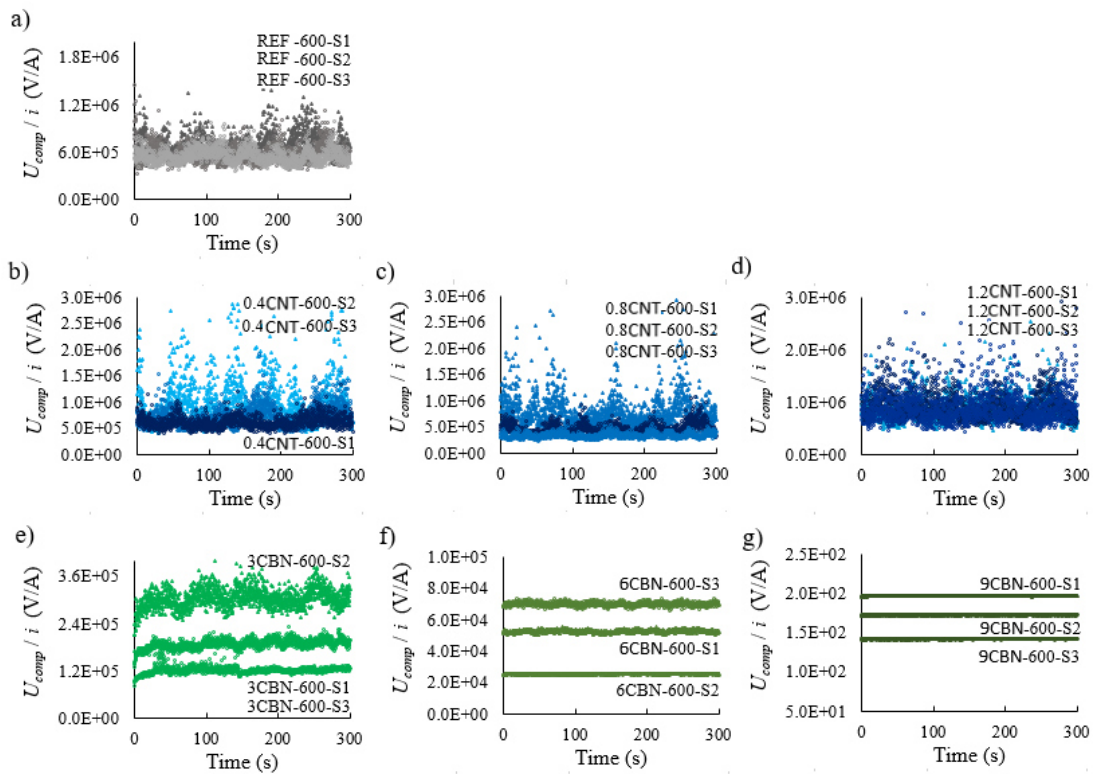 a)
REF -600-S1
REF -600-S2
REF -600-S3
U_comp / i (V/A)
1.8E+06
1.2E+06
6.0E+05
0.0E+00
0 100 200 300
Time (s)
b)
0.4CNT-600-S2
0.4CNT-600-S3
0.4CNT-600-S1
U_comp / i (V/A)
3.0E+06
2.5E+06
2.0E+06
1.5E+06
1.0E+06
5.0E+05
0.0E+00
0 100 200 300
Time (s)
c)
0.8CNT-600-S1
0.8CNT-600-S2
0.8CNT-600-S3
U_comp / i (V/A)
3.0E+06
2.5E+06
2.0E+06
1.5E+06
1.0E+06
5.0E+05
0.0E+00
0 100 200 300
Time (s)
d)
1.2CNT-600-S1
1.2CNT-600-S2
1.2CNT-600-S3
U_comp / i (V/A)
3.0E+06
2.0E+06
1.0E+06
0.0E+00
0 100 200 300
Time (s)
e)
3CBN-600-S2
3CBN-600-S1
3CBN-600-S3
U_comp / i (V/A)
3.6E+05
2.4E+05
1.2E+05
0.0E+00
0 100 200 300
Time (s)
f)
6CBN-600-S3
6CBN-600-S1
6CBN-600-S2
U_comp / i (V/A)
1.0E+05
8.0E+04
6.0E+04
4.0E+04
2.0E+04
0.0E+00
0 100 200 300
Time (s)
g)
9CBN-600-S1
9CBN-600-S2
9CBN-600-S3
U_comp / i (V/A)
2.5E+02
2.0E+02
1.5E+02
1.0E+02
5.0E+01
0 100 200 300
Time (s)